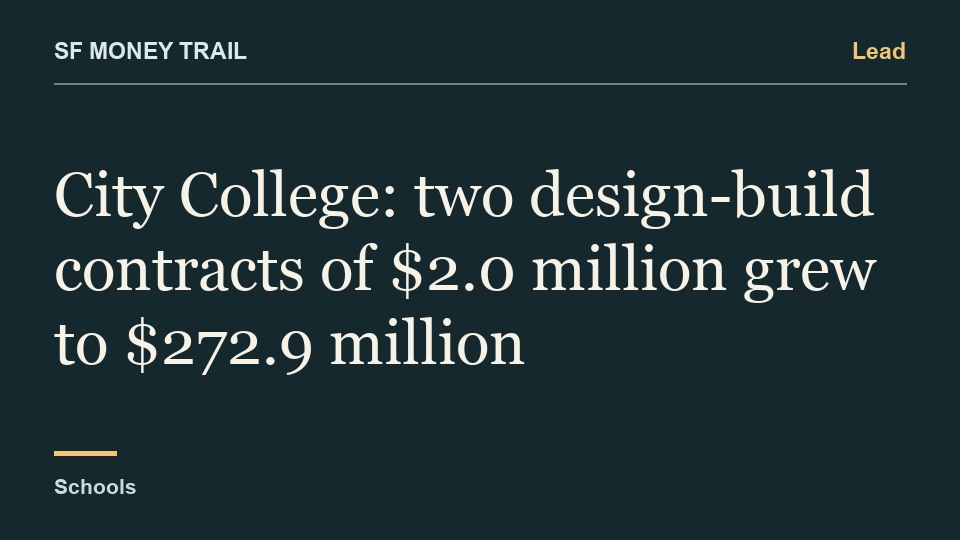 SF MONEY TRAIL
Lead
City College: two design-build
contracts of $2.0 million grew
to $272.9 million
Schools